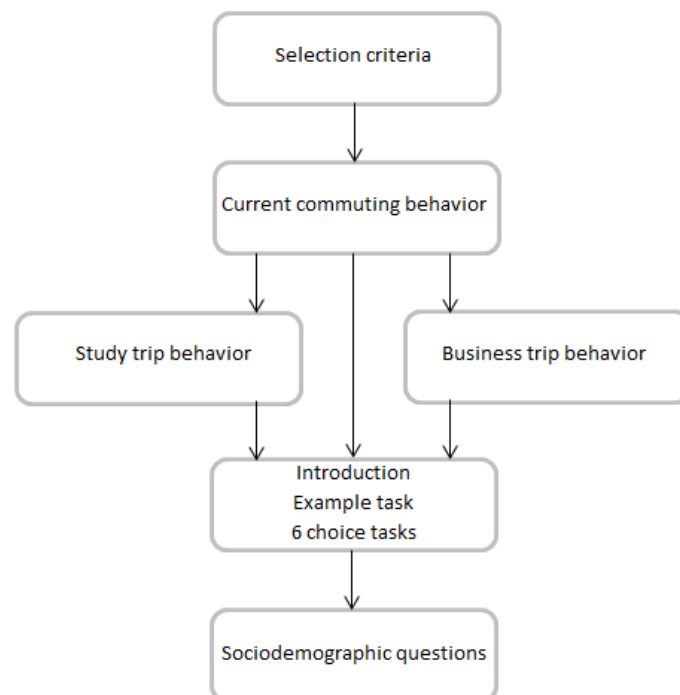 Selection criteria
Current commuting behavior
Study trip behavior
Business trip behavior
Introduction
Example task
6 choice tasks
Sociodemographic questions